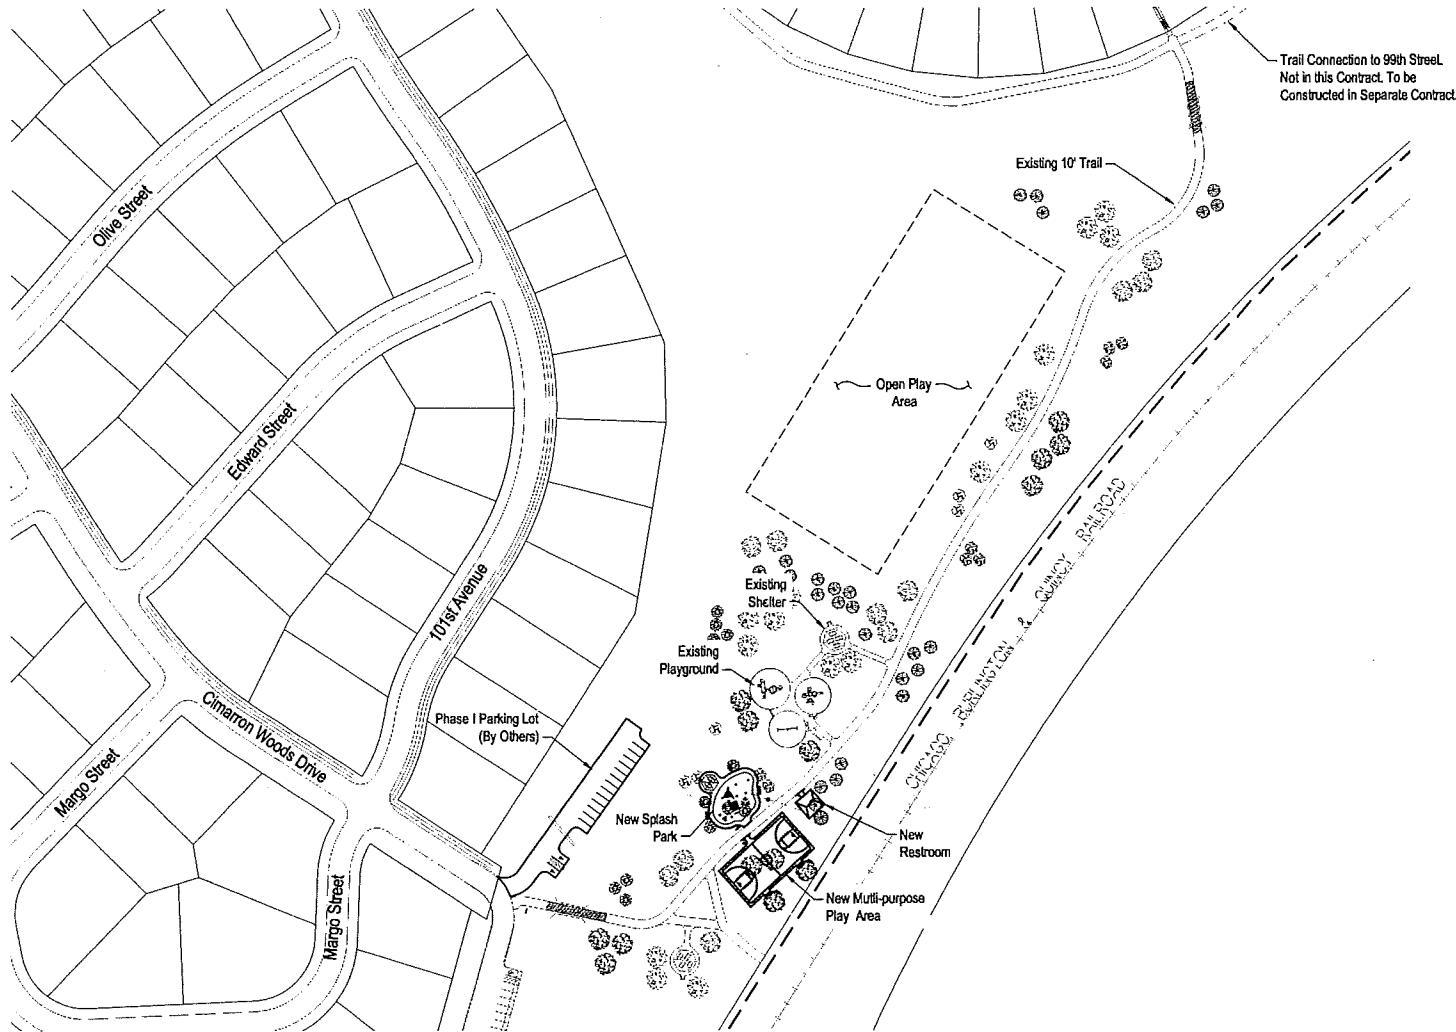 Trail Connection to 99th Street.
Not in this Contract. To be
Constructed in Separate Contract.
Existing 10' Trail
Olive Street
Open Play
Area
Edward Street
CHICAGO BURLINGTON & QUINCY RAILROAD
Existing
Shelter
101st Avenue
Existing
Playground
Cimarron Woods Drive
Phase I Parking Lot
(By Others)
Margo Street
New Splash
Park
New
Restroom
Margo Street
New Mutli-purpose
Play Area